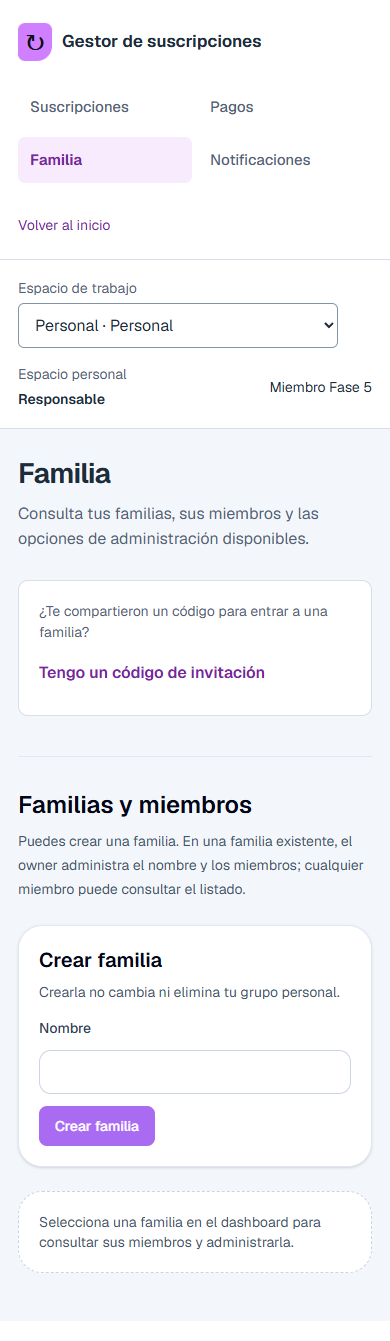 Gestor de suscripciones
Suscripciones
Pagos
Familia
Notificaciones
Volver al inicio
Espacio de trabajo
Personal · Personal
Espacio personal
Responsable
Miembro Fase 5
Familia
Consulta tus familias, sus miembros y las
opciones de administración disponibles.
¿Te compartieron un código para entrar a una
familia?
Tengo un código de invitación
Familias y miembros
Puedes crear una familia. En una familia existente, el
owner administra el nombre y los miembros; cualquier
miembro puede consultar el listado.
Crear familia
Crearla no cambia ni elimina tu grupo personal.
Nombre
Crear familia
Selecciona una familia en el dashboard para
consultar sus miembros y administrarla.